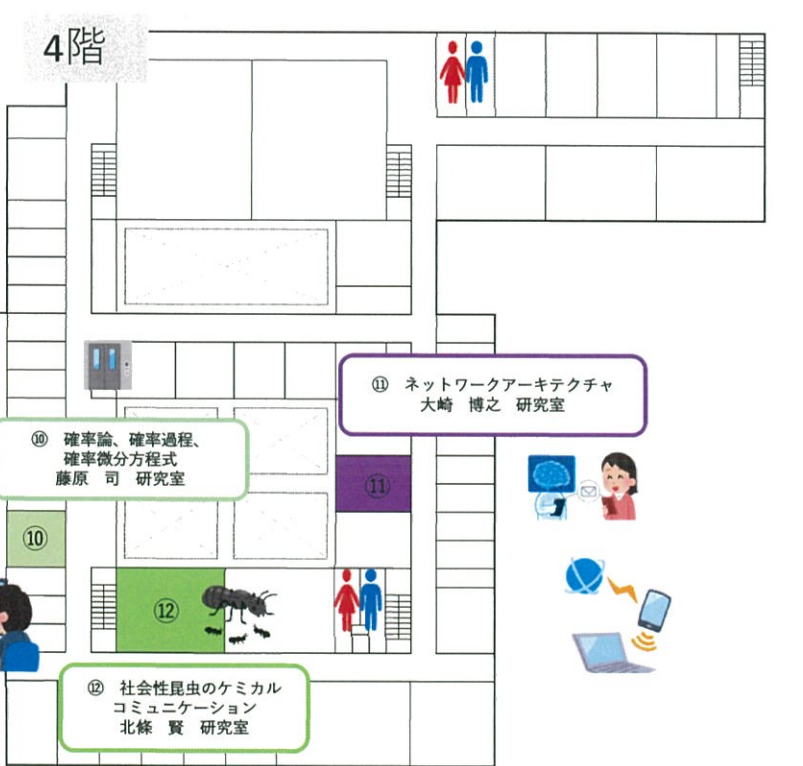 4階
⑪ ネットワークアーキテクチャ
大崎 博之 研究室
⑩ 確率論、確率過程、
確率微分方程式
藤原 司 研究室
⑪
⑩
⑫
⑫ 社会性昆虫のケミカル
コミュニケーション
北條 賢 研究室